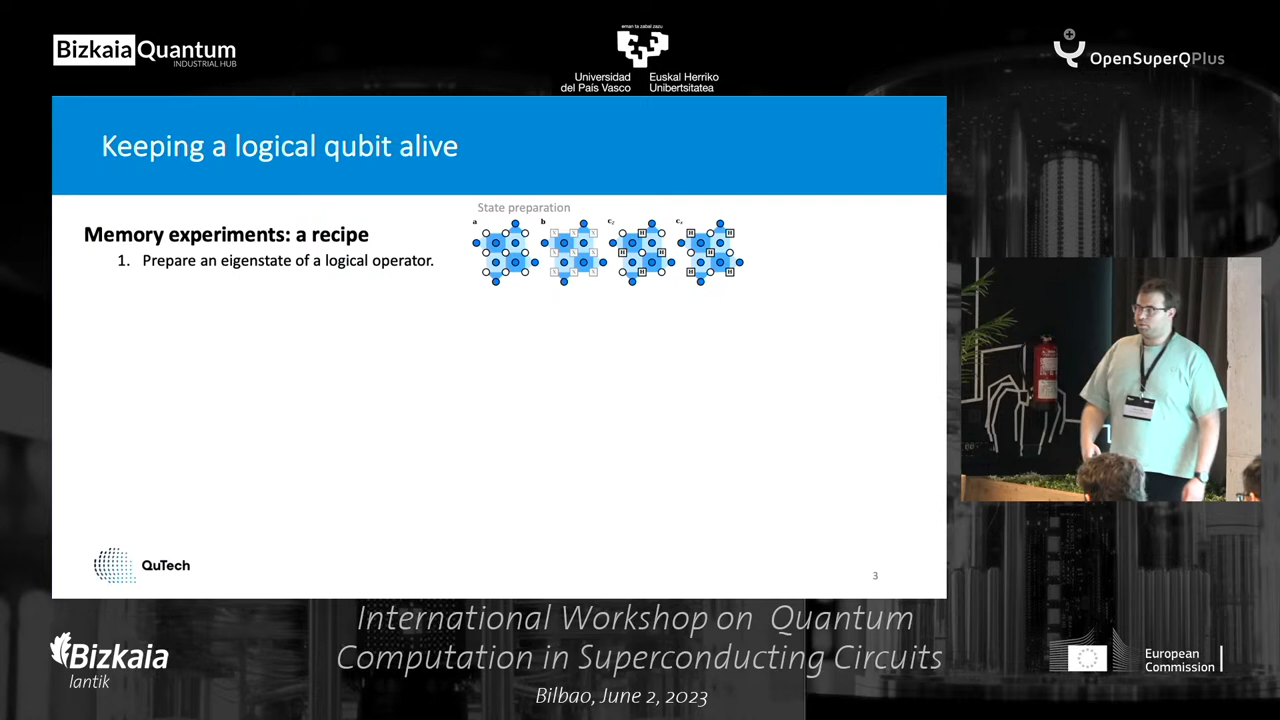 Bizkaia Quantum
INDUSTRIAL HUB
eman ta zabal zazu
Universidad
del País Vasco
Euskal Herriko
Unibertsitatea
OpenSuperQPlus
Keeping a logical qubit alive
State preparation
Memory experiments: a recipe
1. Prepare an eigenstate of a logical operator.
QuTech
3
International Workshop on Quantum
Computation in Superconducting Circuits
Bilbao, June 2, 2023
Bizkaia
lantik
European
Commission